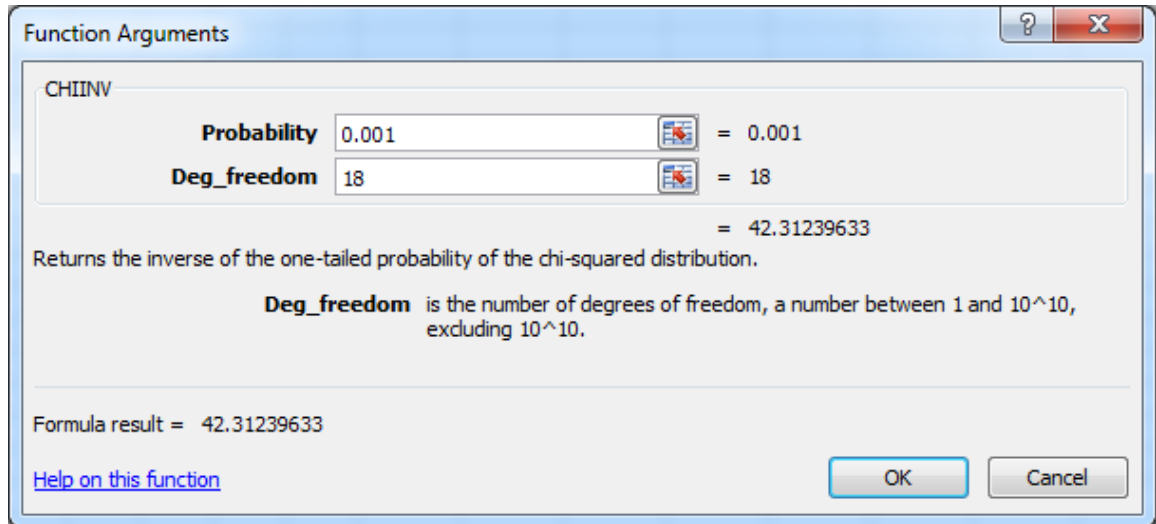 Function Arguments
CHIINV
Probability 0.001 = 0.001
Deg_freedom 18 = 18
= 42.31239633
Returns the inverse of the one-tailed probability of the chi-squared distribution.
Deg_freedom is the number of degrees of freedom, a number between 1 and 10^10,
excluding 10^10.
Formula result = 42.31239633
Help on this function
OK Cancel